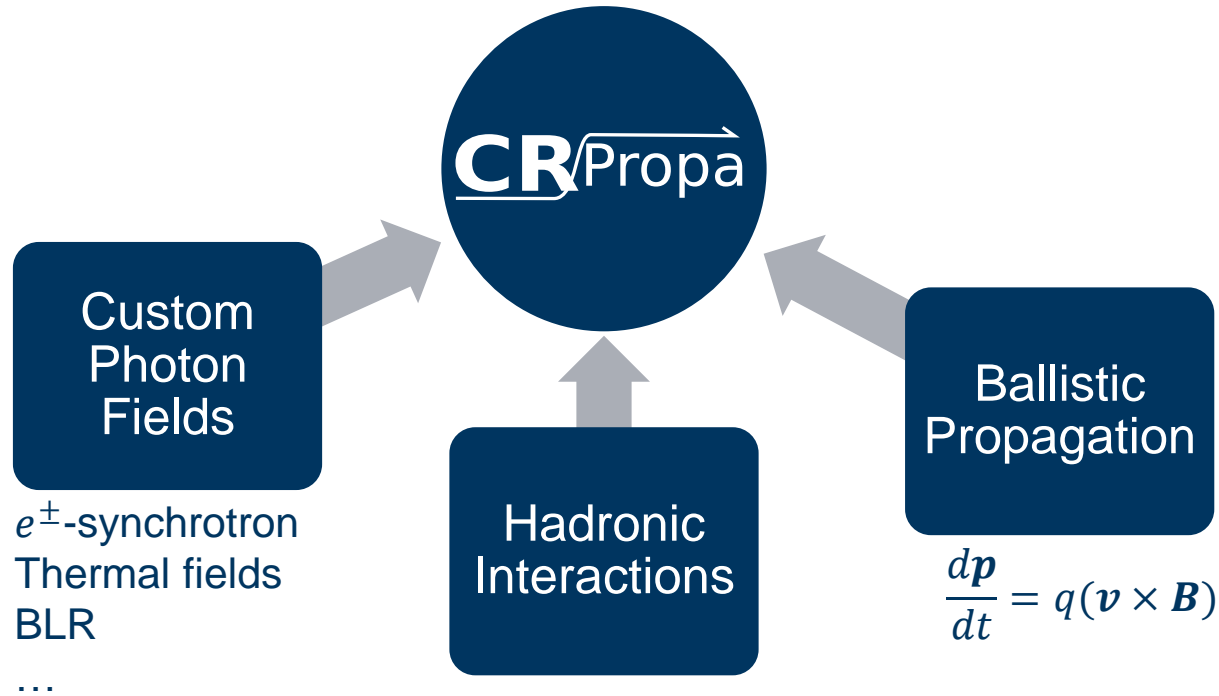 CRPropa
Custom
Photon
Fields
e±-synchrotron
Thermal fields
BLR
...
Hadronic
Interactions
Ballistic
Propagation
dp/dt = q(v × B)